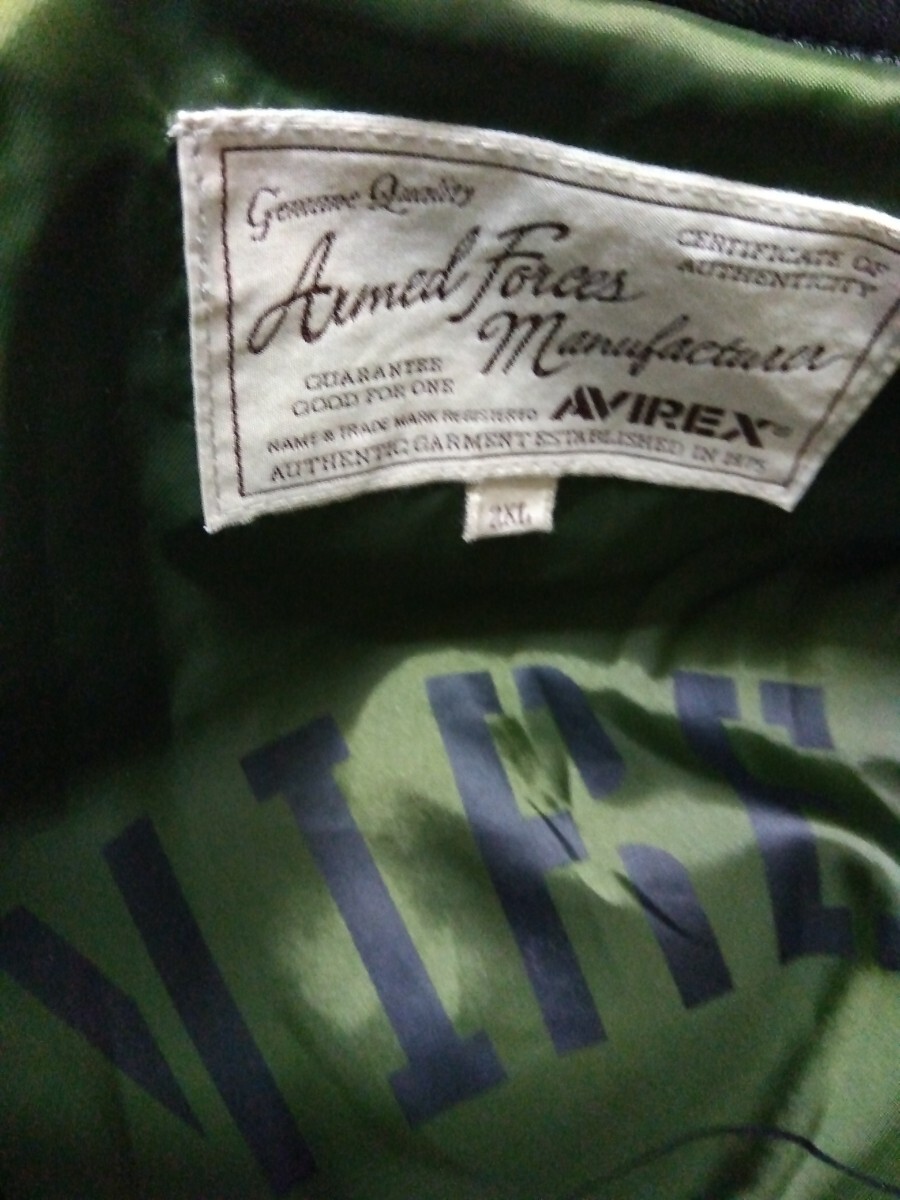 Genuine Quality
CERTIFICATE OF
AUTHENTICITY
Armed Forces
Manufacturer
GUARANTEE
GOOD FOR ONE
NAME & TRADE MARK REGISTERED
AVIREX
AUTHENTIC GARMENT ESTABLISHED IN 1975
2XL
VIRE